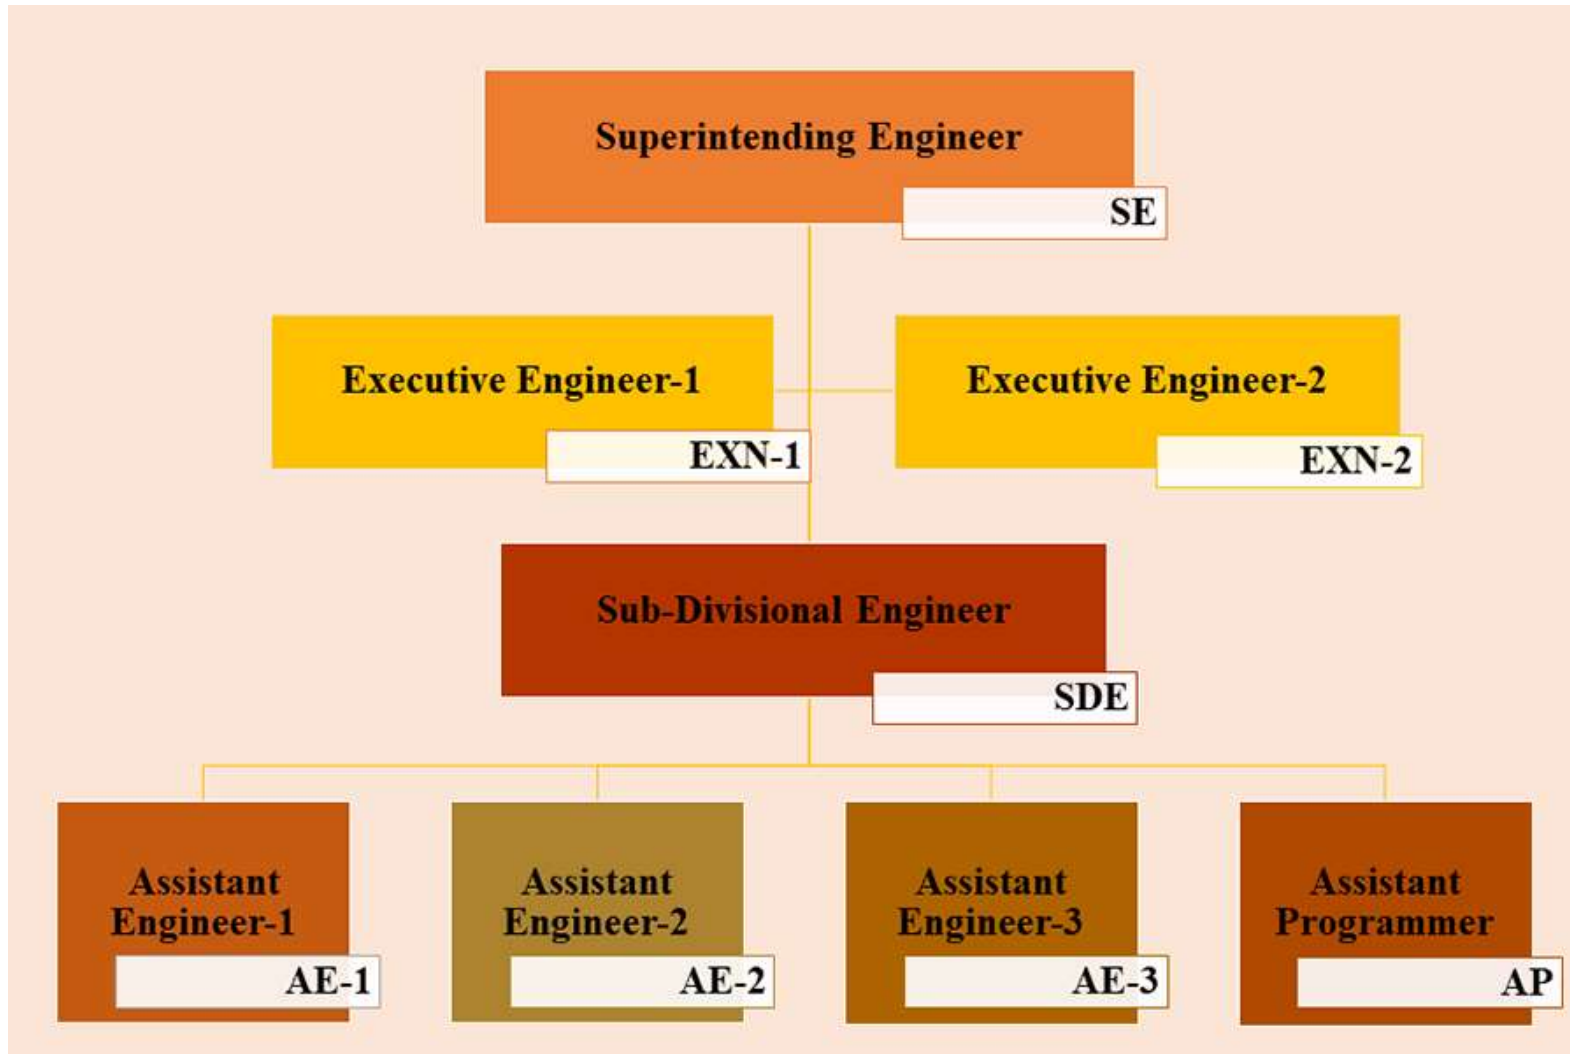 Superintending Engineer
SE
Executive Engineer-1
EXN-1
Executive Engineer-2
EXN-2
Sub-Divisional Engineer
SDE
Assistant
Engineer-1
AE-1
Assistant
Engineer-2
AE-2
Assistant
Engineer-3
AE-3
Assistant
Programmer
AP